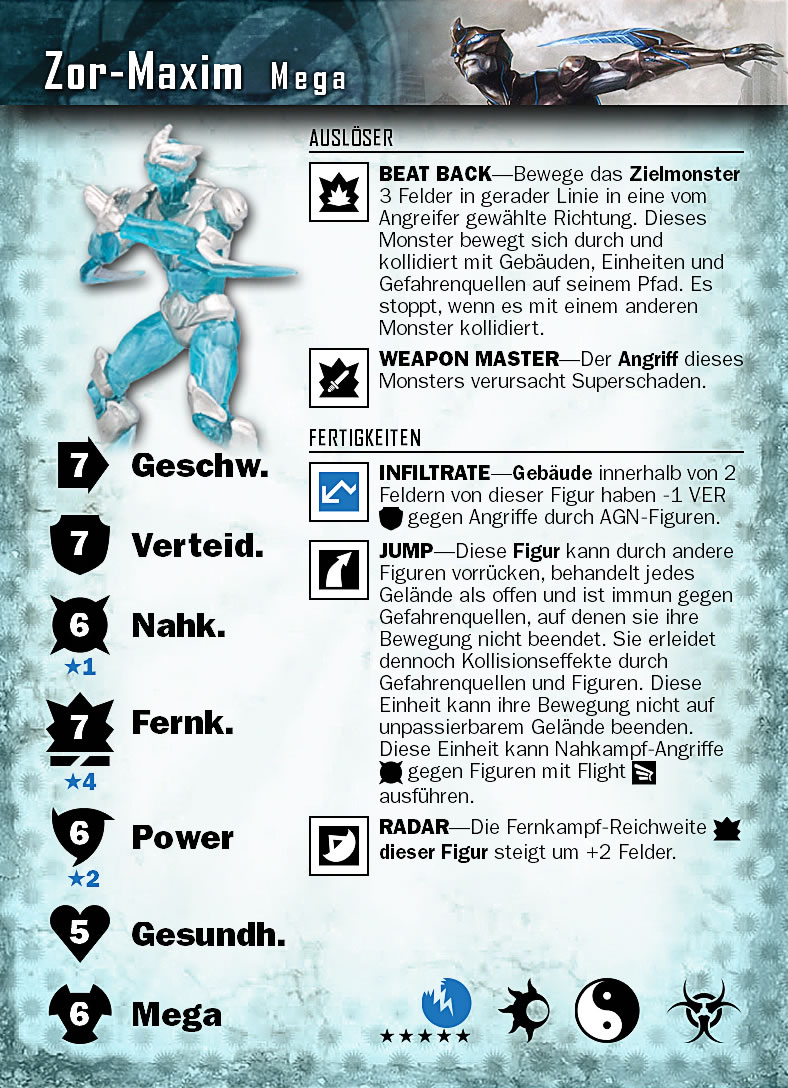 Zor-Maxim Mega
AUSLÖSER
BEAT BACK—Bewege das Zielmonster
3 Felder in gerader Linie in eine vom
Angreifer gewählte Richtung. Dieses
Monster bewegt sich durch und
kollidiert mit Gebäuden, Einheiten und
Gefahrenquellen auf seinem Pfad. Es
stoppt, wenn es mit einem anderen
Monster kollidiert.
WEAPON MASTER—Der Angriff dieses
Monsters verursacht Superschaden.
FERTIGKEITEN
INFILTRATE—Gebäude innerhalb von 2
Feldern von dieser Figur haben -1 VER
gegen Angriffe durch AGN-Figuren.
JUMP—Diese Figur kann durch andere
Figuren vorrücken, behandelt jedes
Gelände als offen und ist immun gegen
Gefahrenquellen, auf denen sie ihre
Bewegung nicht beendet. Sie erleidet
dennoch Kollisionseffekte durch
Gefahrenquellen und Figuren. Diese
Einheit kann ihre Bewegung nicht auf
unpassierbarem Gelände beenden.
Diese Einheit kann Nahkampf-Angriffe
gegen Figuren mit Flight
ausführen.
RADAR—Die Fernkampf-Reichweite
dieser Figur steigt um +2 Felder.
7 Geschw.
7 Verteid.
6 Nahk.
★1
7 Fernk.
★4
6 Power
★2
5 Gesundh.
6 Mega
★★★★★